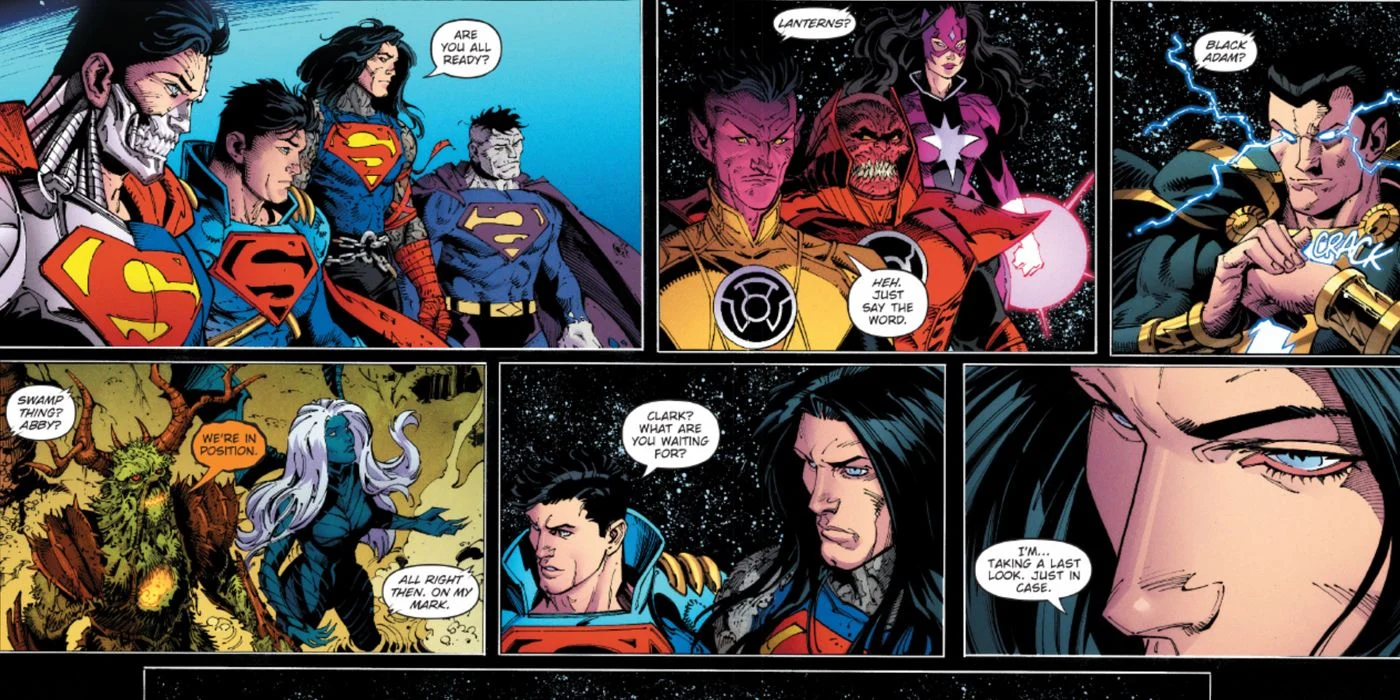 ARE
YOU ALL
READY?
LANTERNS?
HEH.
JUST
SAY THE
WORD.
BLACK
ADAM?
CRACK
SWAMP
THING?
ABBY?
WE'RE IN
POSITION.
ALL RIGHT
THEN. ON MY
MARK.
CLARK?
WHAT ARE
YOU WAITING
FOR?
I'M...
TAKING A LAST
LOOK. JUST IN
CASE.